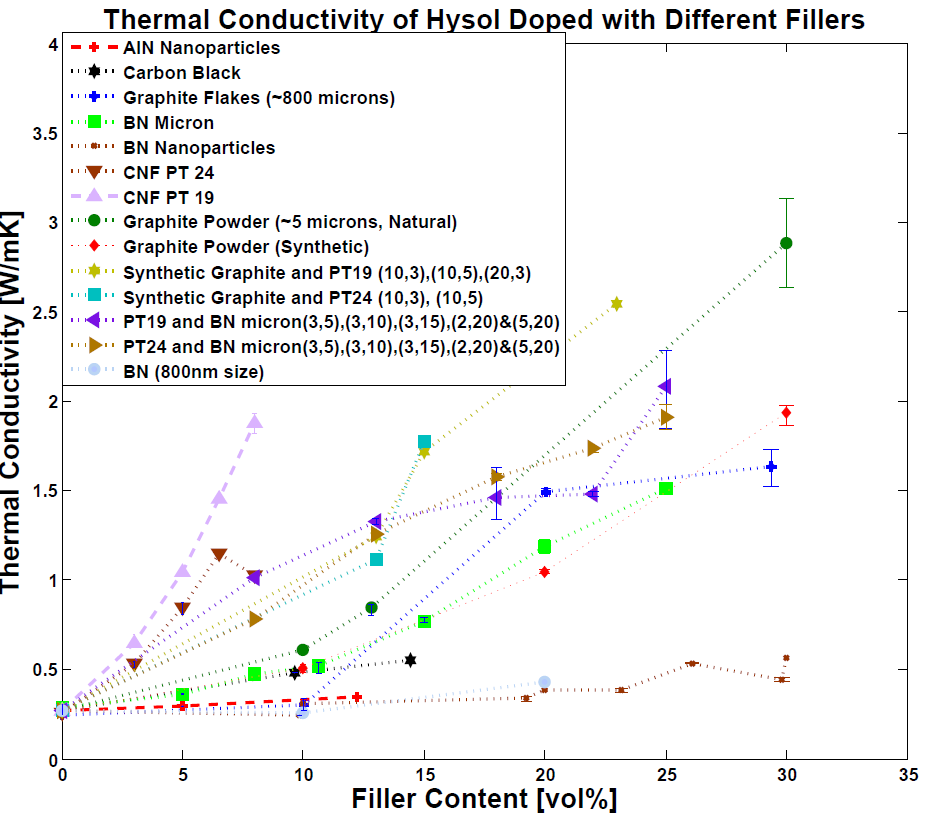 Thermal Conductivity of Hysol Doped with Different Fillers
AlN Nanoparticles
Carbon Black
Graphite Flakes (~800 microns)
BN Micron
BN Nanoparticles
CNF PT 24
CNF PT 19
Graphite Powder (~5 microns, Natural)
Graphite Powder (Synthetic)
Synthetic Graphite and PT19 (10,3),(10,5),(20,3)
Synthetic Graphite and PT24 (10,3), (10,5)
PT19 and BN micron(3,5),(3,10),(3,15),(2,20)&(5,20)
PT24 and BN micron(3,5),(3,10),(3,15),(2,20)&(5,20)
BN (800nm size)
Thermal Conductivity [W/mK]
4
3.5
3
2.5
2
1.5
1
0.5
0
0 5 10 15 20 25 30 35
Filler Content [vol%]